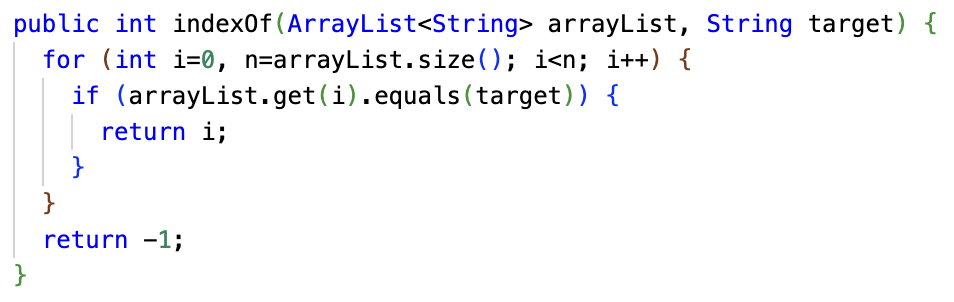 public int indexOf(ArrayList<String> arrayList, String target) {
  for (int i=0, n=arrayList.size(); i<n; i++) {
    if (arrayList.get(i).equals(target)) {
      return i;
    }
  }
  return -1;
}